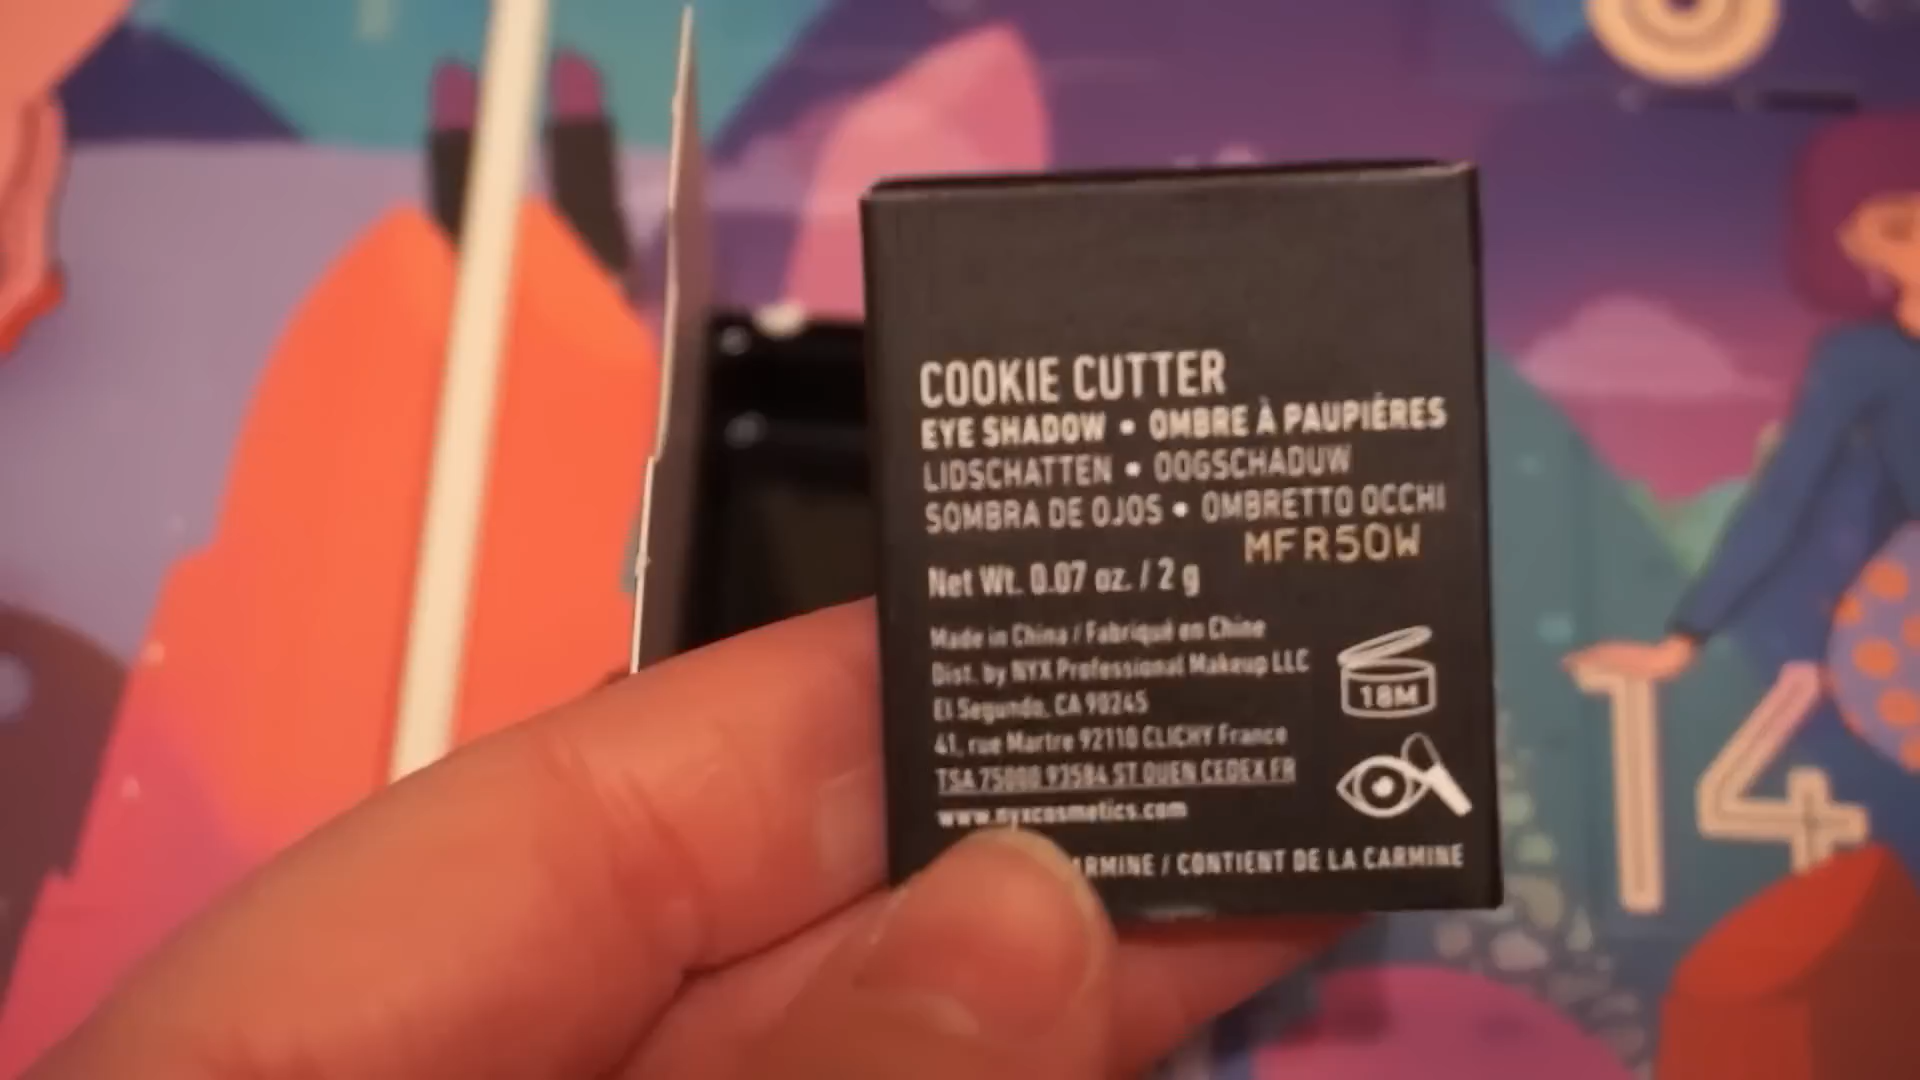 COOKIE CUTTER
EYE SHADOW • OMBRE À PAUPIÉRES
LIDSCHATTEN • OOGSCHADUW
SOMBRA DE OJOS • OMBRETTO OCCHI
MFR50W
Net Wt. 0.07 oz. / 2 g
Made in China / Fabriqué en Chine
Dist. by NYX Professional Makeup LLC
El Segundo, CA 90245
41, rue Martre 92110 CLICHY France
TSA 75000 93584 ST OUEN CEDEX FR
www.nyxcosmetics.com
18M
ARMINE / CONTIENT DE LA CARMINE
14